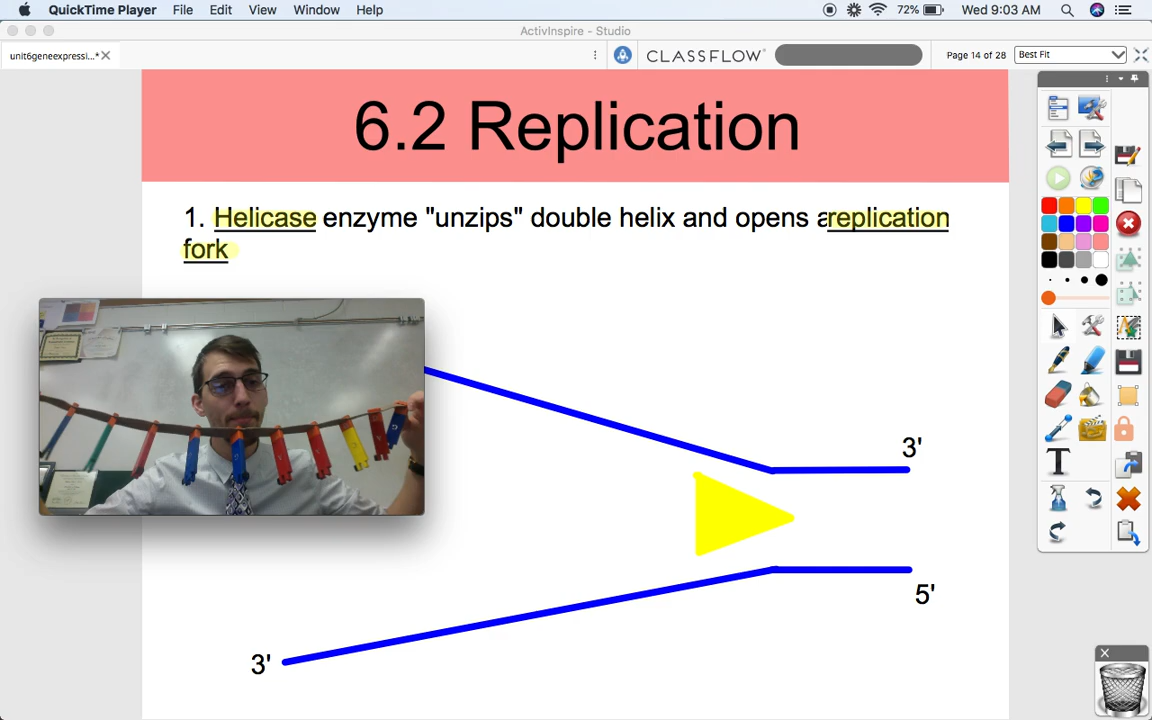 QuickTime Player File Edit View Window Help 72% Wed 9:03 AM
ActivInspire - Studio
unit6geneexpressi...* CLASSFLOW Page 14 of 28 Best Fit
6.2 Replication
1. Helicase enzyme "unzips" double helix and opens a replication
fork
3'
5'
3'